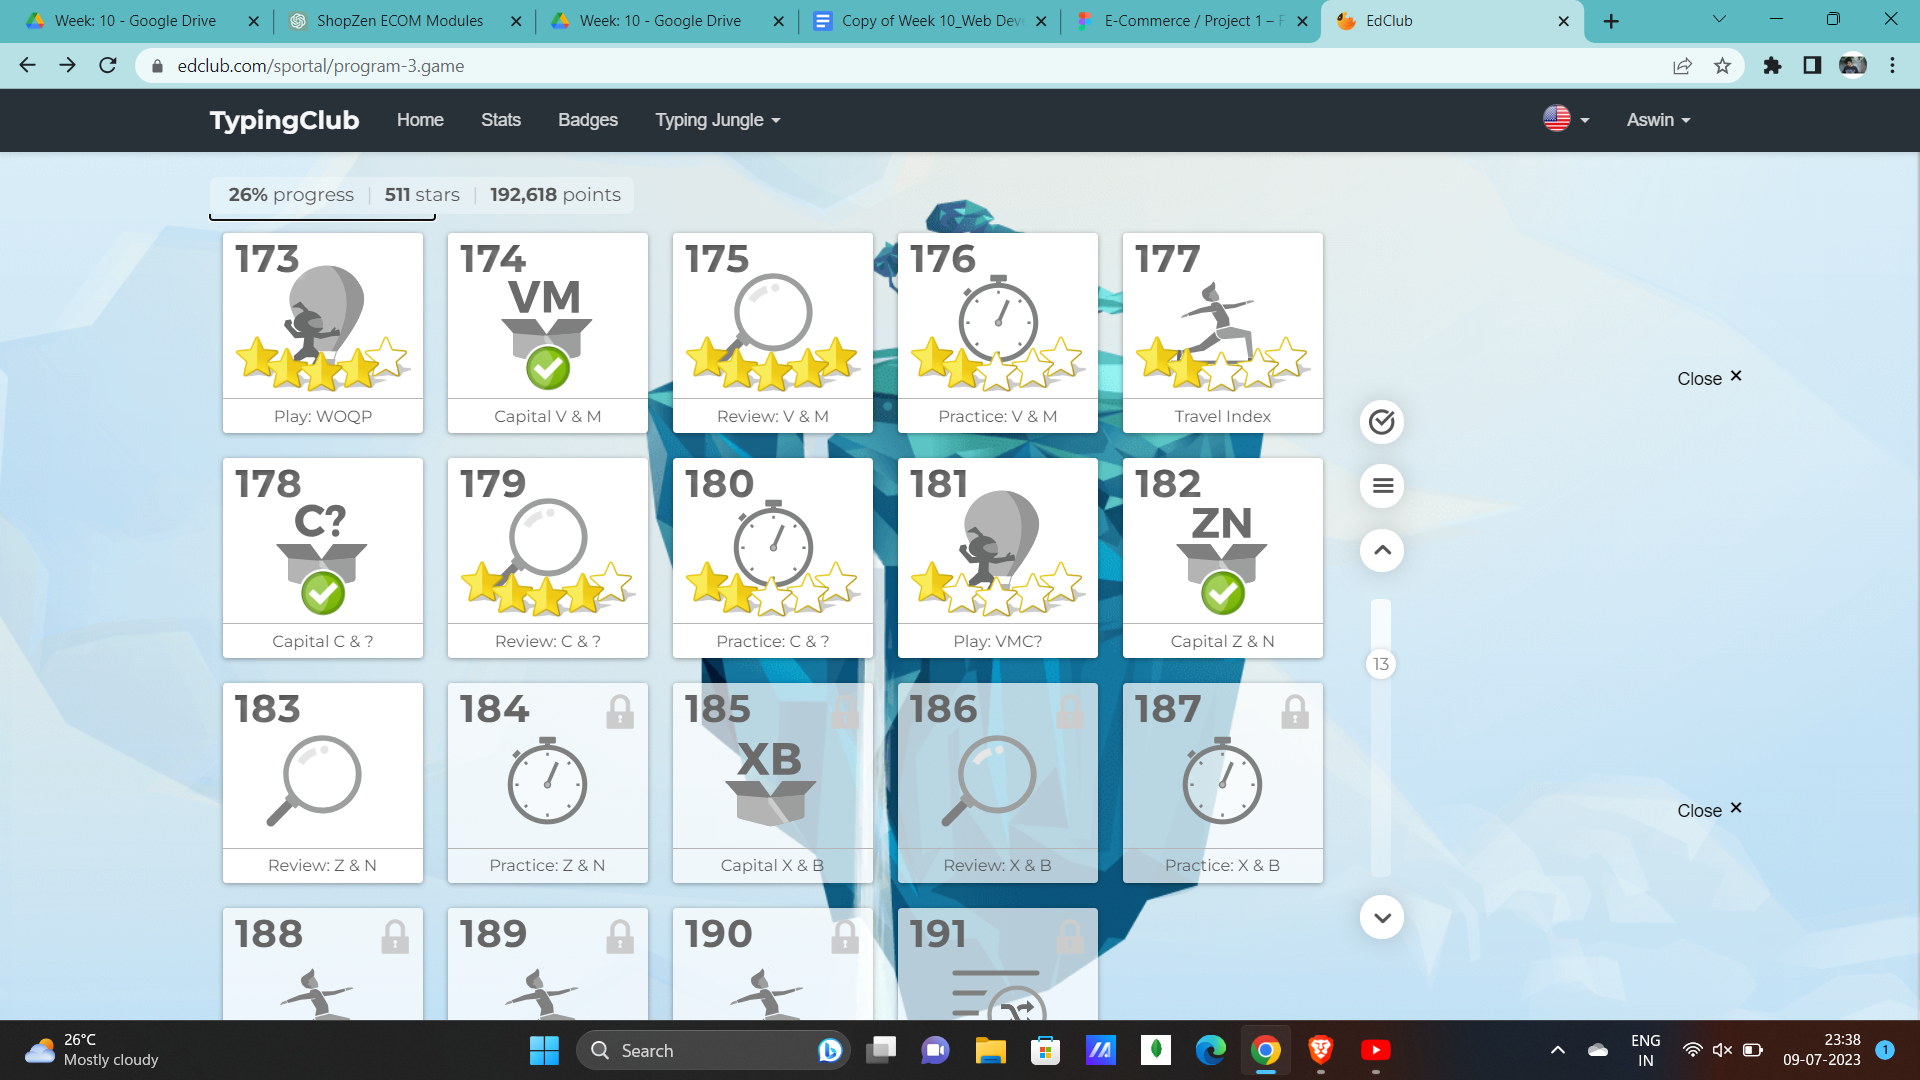 Week: 10 - Google Drive
ShopZen ECOM Modules
Week: 10 - Google Drive
Copy of Week 10_Web Dev
E-Commerce / Project 1 – F
EdClub
edclub.com/sportal/program-3.game
TypingClub Home Stats Badges Typing Jungle Aswin
26% progress 511 stars 192,618 points
173 174 175 176 177
VM
Play: WOQP Capital V & M Review: V & M Practice: V & M Travel Index
Close
178 179 180 181 182
C? ZN
Capital C & ? Review: C & ? Practice: C & ? Play: VMC? Capital Z & N
13
183 184 185 186 187
XB
Close
Review: Z & N Practice: Z & N Capital X & B Review: X & B Practice: X & B
188 189 190 191
26°C
Mostly cloudy
Search
ENG
IN
23:38
09-07-2023
1